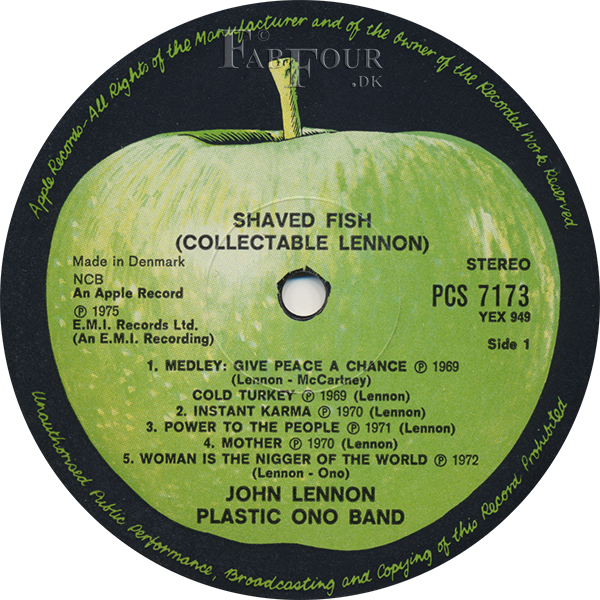 Apple Records-All Rights of the Manufacturer and of the Owner of the Recorded Work Reserved
© FAB FOUR
.DK
SHAVED FISH
(COLLECTABLE LENNON)
Made in Denmark
NCB
An Apple Record
℗ 1975
E.M.I. Records Ltd.
(An E.M.I. Recording)
STEREO
PCS 7173
YEX 949
Side 1
1. MEDLEY: GIVE PEACE A CHANCE ℗ 1969
(Lennon - McCartney)
COLD TURKEY ℗ 1969 (Lennon)
2. INSTANT KARMA ℗ 1970 (Lennon)
3. POWER TO THE PEOPLE ℗ 1971 (Lennon)
4. MOTHER ℗ 1970 (Lennon)
5. WOMAN IS THE NIGGER OF THE WORLD ℗ 1972
(Lennon - Ono)
JOHN LENNON
PLASTIC ONO BAND
Unauthorised Public Performance, Broadcasting and Copying of this Record Prohibited